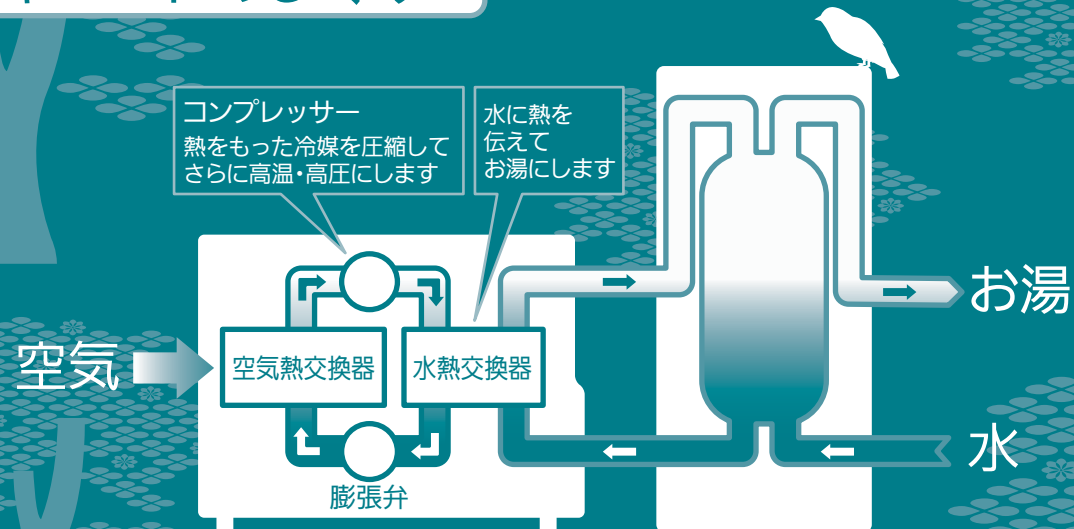 コンプレッサー
熱をもった冷媒を圧縮して
さらに高温・高圧にします
水に熱を
伝えて
お湯にします
空気
空気熱交換器
水熱交換器
膨張弁
お湯
水